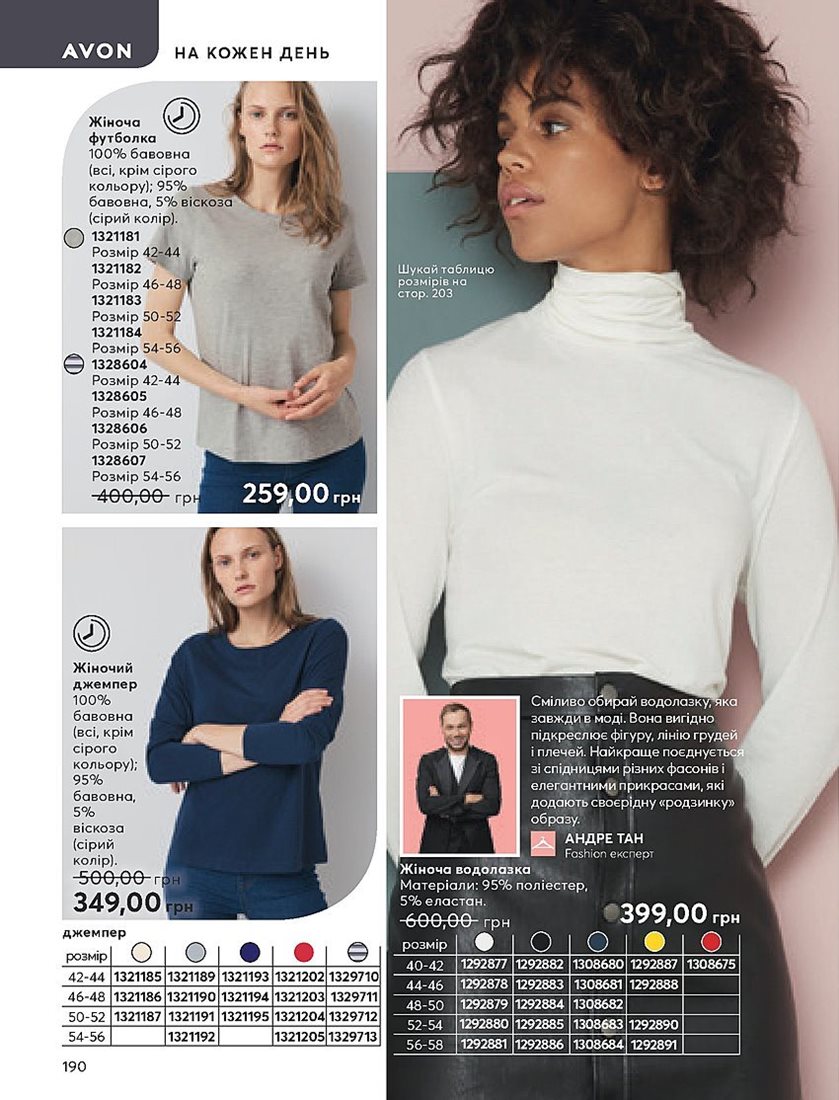 AVON НА КОЖЕН ДЕНЬ
Жіноча
футболка
100% бавовна
(всі, крім сірого
кольору); 95%
бавовна, 5% віскоза
(сірий колір).
1321181
Розмір 42-44
1321182
Розмір 46-48
1321183
Розмір 50-52
1321184
Розмір 54-56
1328604
Розмір 42-44
1328605
Розмір 46-48
1328606
Розмір 50-52
1328607
Розмір 54-56
400,00 грн 259,00 грн
Шукай таблицю
розмірів на
стор. 203
Жіночий
джемпер
100%
бавовна
(всі, крім
сірого
кольору);
95%
бавовна,
5%
віскоза
(сірий
колір).
500,00 грн
349,00 грн
джемпер
розмір
42-44 1321185 1321189 1321193 1321202 1329710
46-48 1321186 1321190 1321194 1321203 1329711
50-52 1321187 1321191 1321195 1321204 1329712
54-56 1321192 1321205 1329713
Сміливо обирай водолазку, яка
завжди в моді. Вона вигідно
підкреслює фігуру, лінію грудей
і плечей. Найкраще поєднується
зі спідницями різних фасонів і
елегантними прикрасами, які
додають своєрідну «родзинку»
образу.
АНДРЕ ТАН
Fashion експерт
Жіноча водолазка
Матеріали: 95% поліестер,
5% еластан.
600,00 грн 399,00 грн
розмір
40-42 1292877 1292882 1308680 1292887 1308675
44-46 1292878 1292883 1308681 1292888
48-50 1292879 1292884 1308682
52-54 1292880 1292885 1308683 1292890
56-58 1292881 1292886 1308684 1292891
190